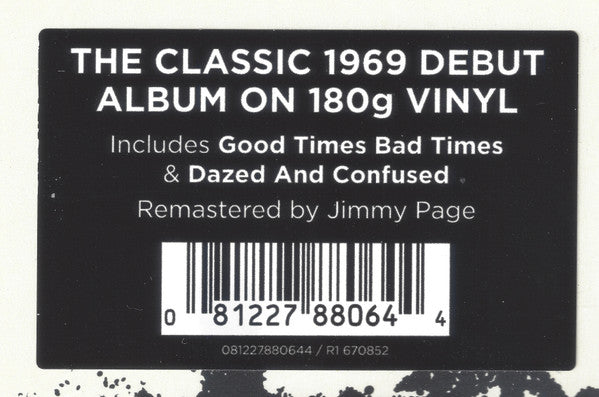 THE CLASSIC 1969 DEBUT
ALBUM ON 180g VINYL
Includes Good Times Bad Times
& Dazed And Confused
Remastered by Jimmy Page
0 81227 88064 4
081227880644 / R1 670852